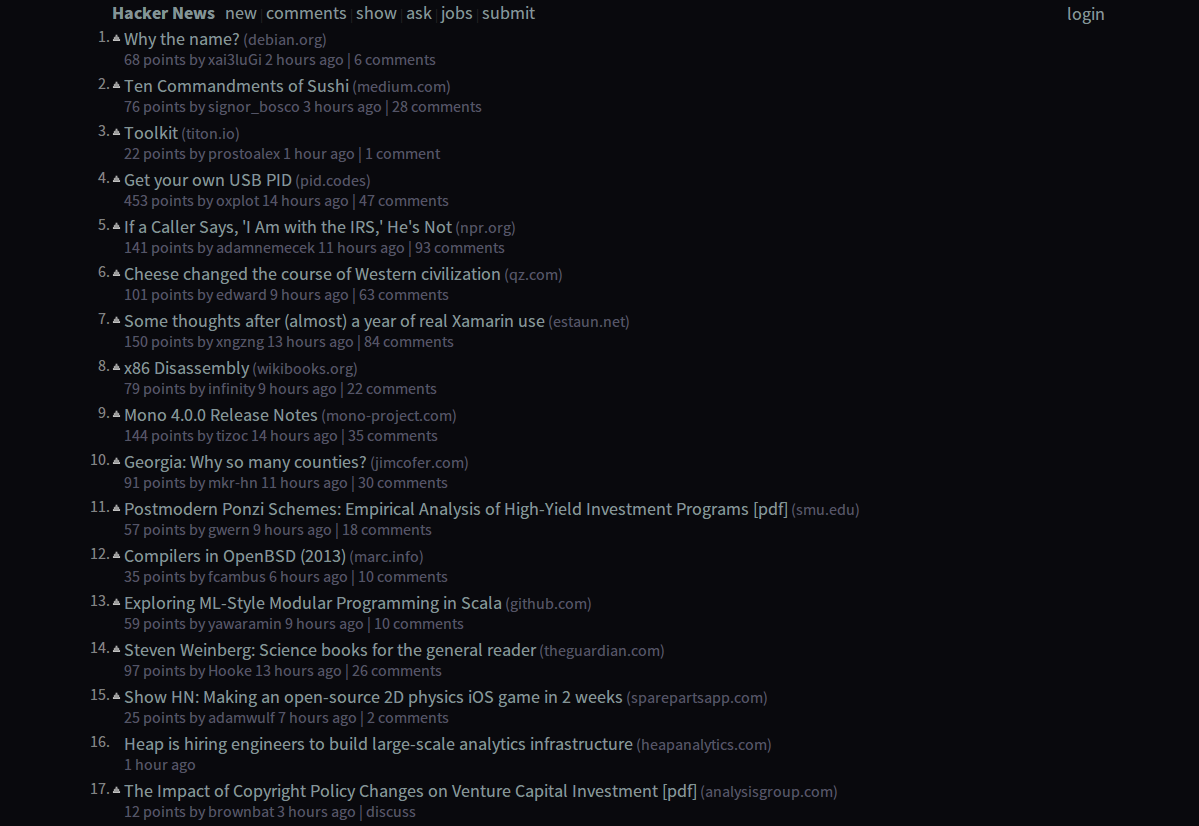 Hacker News new | comments | show | ask | jobs | submit login
1. Why the name? (debian.org)
68 points by xai3luGi 2 hours ago | 6 comments
2. Ten Commandments of Sushi (medium.com)
76 points by signor_bosco 3 hours ago | 28 comments
3. Toolkit (titon.io)
22 points by prostoalex 1 hour ago | 1 comment
4. Get your own USB PID (pid.codes)
453 points by oxplot 14 hours ago | 47 comments
5. If a Caller Says, 'I Am with the IRS,' He's Not (npr.org)
141 points by adamnemecek 11 hours ago | 93 comments
6. Cheese changed the course of Western civilization (qz.com)
101 points by edward 9 hours ago | 63 comments
7. Some thoughts after (almost) a year of real Xamarin use (estaun.net)
150 points by xngzng 13 hours ago | 84 comments
8. x86 Disassembly (wikibooks.org)
79 points by infinity 9 hours ago | 22 comments
9. Mono 4.0.0 Release Notes (mono-project.com)
144 points by tizoc 14 hours ago | 35 comments
10. Georgia: Why so many counties? (jimcofer.com)
91 points by mkr-hn 11 hours ago | 30 comments
11. Postmodern Ponzi Schemes: Empirical Analysis of High-Yield Investment Programs [pdf] (smu.edu)
57 points by gwern 9 hours ago | 18 comments
12. Compilers in OpenBSD (2013) (marc.info)
35 points by fcambus 6 hours ago | 10 comments
13. Exploring ML-Style Modular Programming in Scala (github.com)
59 points by yawaramin 9 hours ago | 10 comments
14. Steven Weinberg: Science books for the general reader (theguardian.com)
97 points by Hooke 13 hours ago | 26 comments
15. Show HN: Making an open-source 2D physics iOS game in 2 weeks (sparepartsapp.com)
25 points by adamwulf 7 hours ago | 2 comments
16. Heap is hiring engineers to build large-scale analytics infrastructure (heapanalytics.com)
1 hour ago
17. The Impact of Copyright Policy Changes on Venture Capital Investment [pdf] (analysisgroup.com)
12 points by brownbat 3 hours ago | discuss